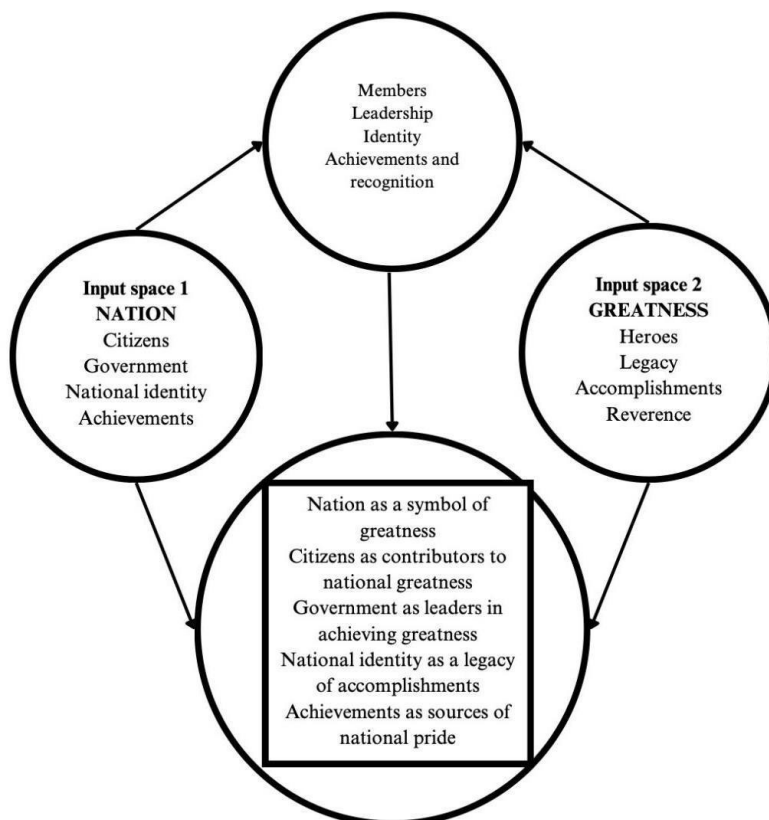 Members
Leadership
Identity
Achievements and
recognition
Input space 1
NATION
Citizens
Government
National identity
Achievements
Input space 2
GREATNESS
Heroes
Legacy
Accomplishments
Reverence
Nation as a symbol of
greatness
Citizens as contributors to
national greatness
Government as leaders in
achieving greatness
National identity as a legacy
of accomplishments
Achievements as sources of
national pride